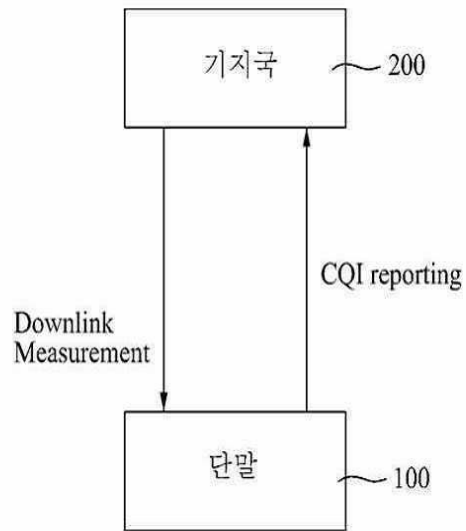 기지국
200
CQI reporting
Downlink
Measurement
단말
100